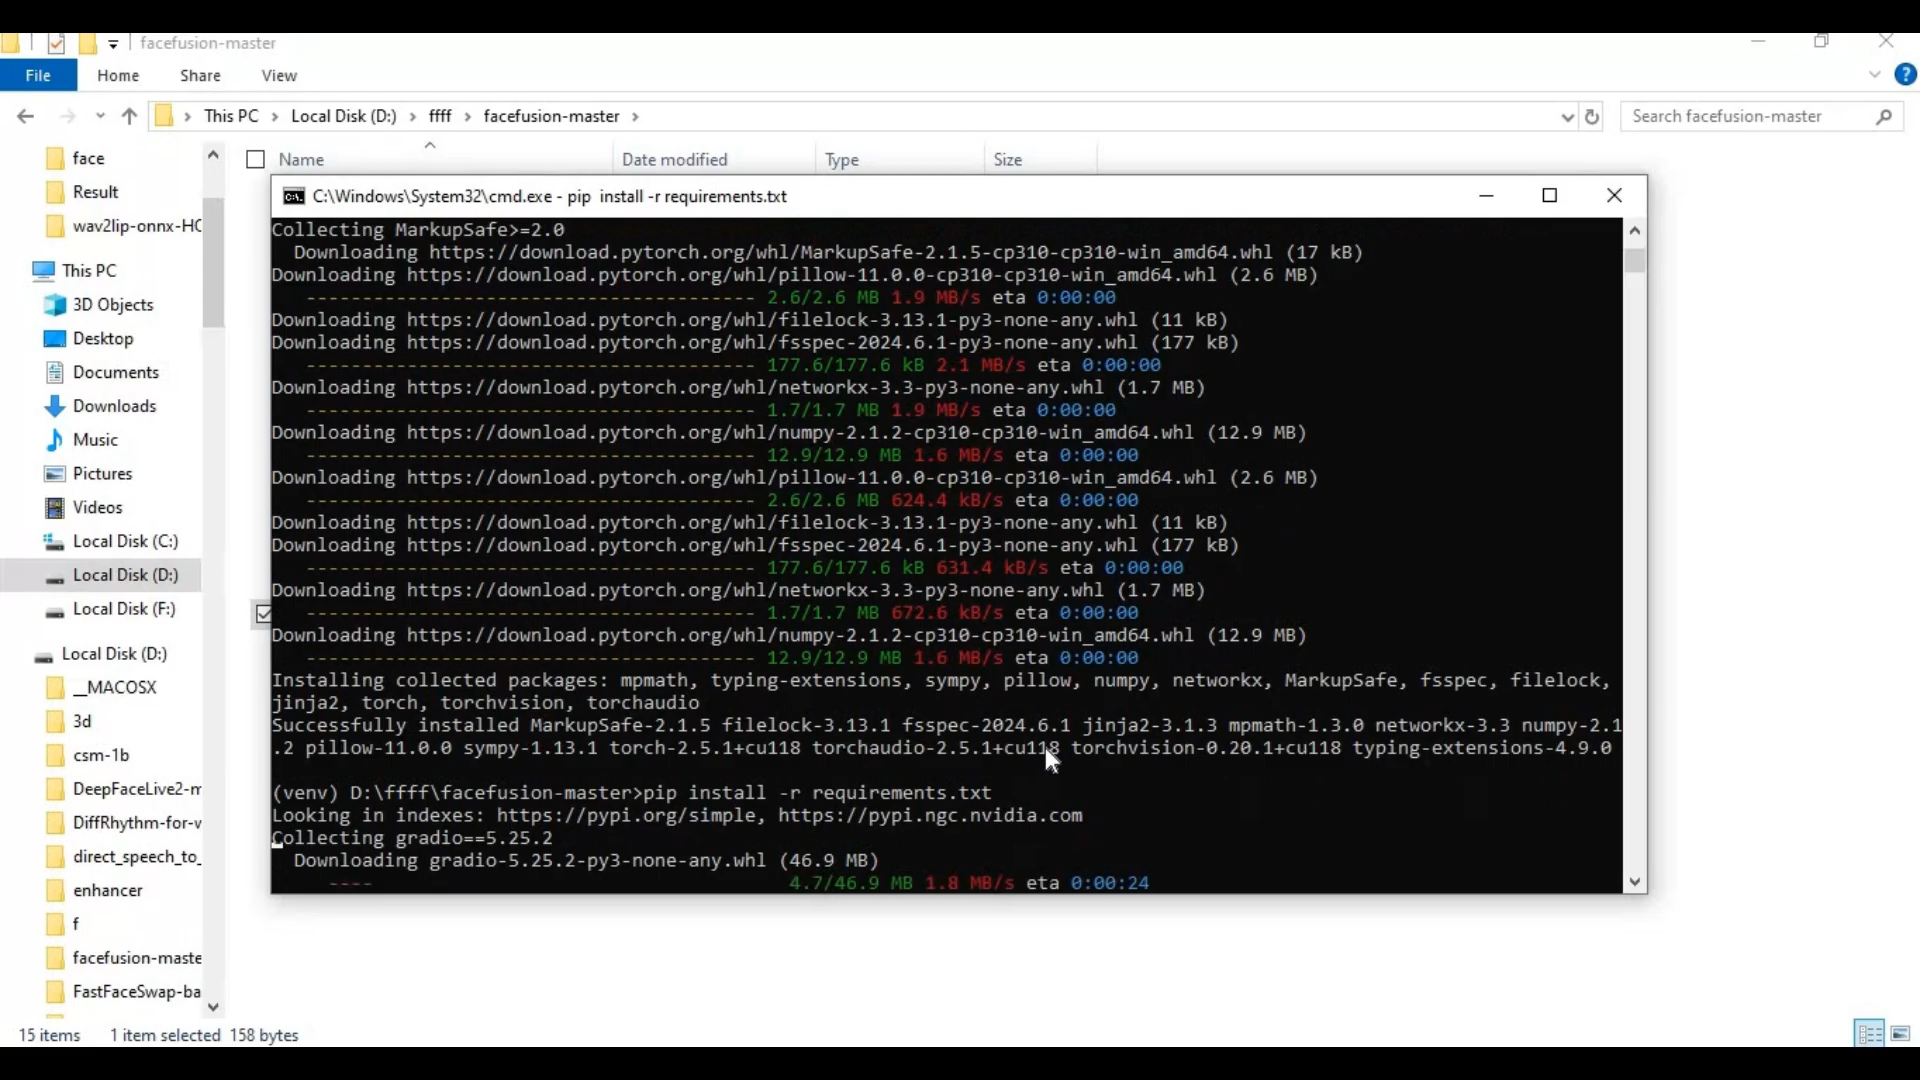 facefusion-master
File Home Share View
This PC Local Disk (D:) ffff facefusion-master
Search facefusion-master
Name Date modified Type Size
face
Result
wav2lip-onnx-HQ
This PC
3D Objects
Desktop
Documents
Downloads
Music
Pictures
Videos
Local Disk (C:)
Local Disk (D:)
Local Disk (F:)
Local Disk (D:)
__MACOSX
3d
csm-1b
DeepFaceLive2-m
DiffRhythm-for-w
direct_speech_to_
enhancer
f
facefusion-maste
FastFaceSwap-ba
C:\Windows\System32\cmd.exe - pip install -r requirements.txt
Collecting MarkupSafe>=2.0
Downloading https://download.pytorch.org/whl/MarkupSafe-2.1.5-cp310-cp310-win_amd64.whl (17 kB)
Downloading https://download.pytorch.org/whl/pillow-11.0.0-cp310-cp310-win_amd64.whl (2.6 MB)
---------------------------------------- 2.6/2.6 MB 1.9 MB/s eta 0:00:00
Downloading https://download.pytorch.org/whl/filelock-3.13.1-py3-none-any.whl (11 kB)
Downloading https://download.pytorch.org/whl/fsspec-2024.6.1-py3-none-any.whl (177 kB)
---------------------------------------- 177.6/177.6 kB 2.1 MB/s eta 0:00:00
Downloading https://download.pytorch.org/whl/networkx-3.3-py3-none-any.whl (1.7 MB)
---------------------------------------- 1.7/1.7 MB 1.9 MB/s eta 0:00:00
Downloading https://download.pytorch.org/whl/numpy-2.1.2-cp310-cp310-win_amd64.whl (12.9 MB)
---------------------------------------- 12.9/12.9 MB 1.6 MB/s eta 0:00:00
Downloading https://download.pytorch.org/whl/pillow-11.0.0-cp310-cp310-win_amd64.whl (2.6 MB)
---------------------------------------- 2.6/2.6 MB 624.4 kB/s eta 0:00:00
Downloading https://download.pytorch.org/whl/filelock-3.13.1-py3-none-any.whl (11 kB)
Downloading https://download.pytorch.org/whl/fsspec-2024.6.1-py3-none-any.whl (177 kB)
---------------------------------------- 177.6/177.6 kB 631.4 kB/s eta 0:00:00
Downloading https://download.pytorch.org/whl/networkx-3.3-py3-none-any.whl (1.7 MB)
---------------------------------------- 1.7/1.7 MB 672.6 kB/s eta 0:00:00
Downloading https://download.pytorch.org/whl/numpy-2.1.2-cp310-cp310-win_amd64.whl (12.9 MB)
---------------------------------------- 12.9/12.9 MB 1.6 MB/s eta 0:00:00
Installing collected packages: mpmath, typing-extensions, sympy, pillow, numpy, networkx, MarkupSafe, fsspec, filelock,
jinja2, torch, torchvision, torchaudio
Successfully installed MarkupSafe-2.1.5 filelock-3.13.1 fsspec-2024.6.1 jinja2-3.1.3 mpmath-1.3.0 networkx-3.3 numpy-2.1
.2 pillow-11.0.0 sympy-1.13.1 torch-2.5.1+cu118 torchaudio-2.5.1+cu118 torchvision-0.20.1+cu118 typing-extensions-4.9.0
(venv) D:\ffff\facefusion-master>pip install -r requirements.txt
Looking in indexes: https://pypi.org/simple, https://pypi.ngc.nvidia.com
Collecting gradio==5.25.2
Downloading gradio-5.25.2-py3-none-any.whl (46.9 MB)
---- 4.7/46.9 MB 1.8 MB/s eta 0:00:24
15 items 1 item selected 158 bytes